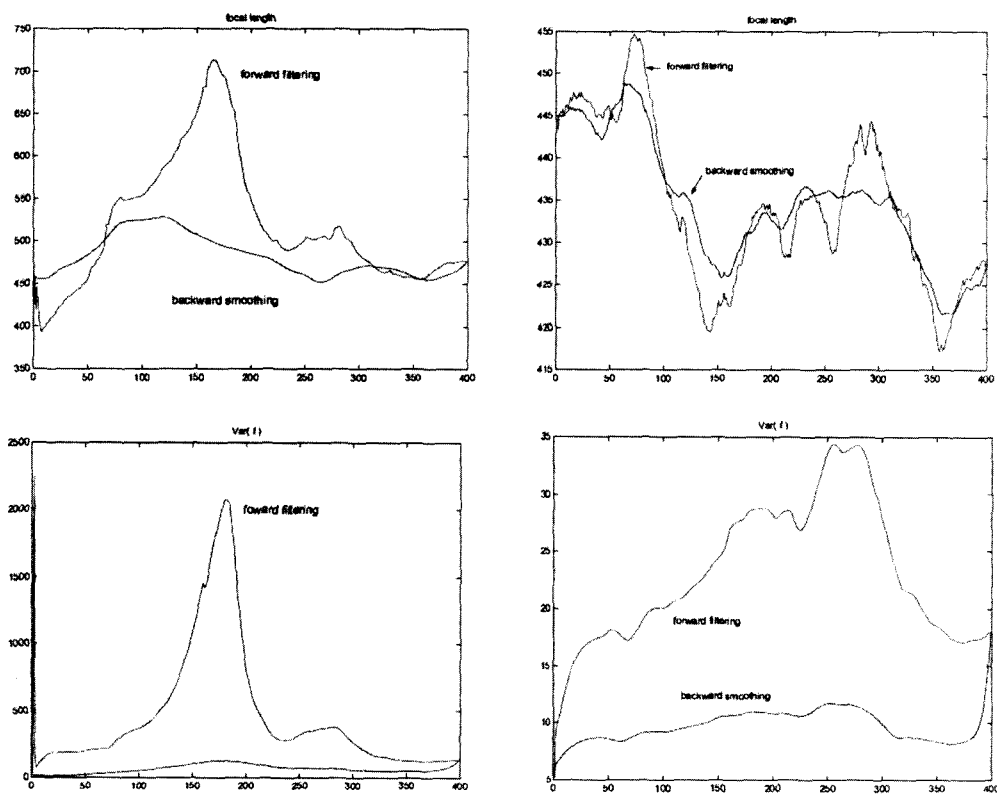 focal length
750
700
650
600
550
500
450
400
350
forward filtering
backward smoothing
0 50 100 150 200 250 300 350 400
focal length
455
450
445
440
435
430
425
420
415
forward filtering
backward smoothing
0 50 100 150 200 250 300 350 400
Var( f )
2500
2000
1500
1000
500
0
foward filtering
0 50 100 150 200 250 300 350 400
Var( f )
35
30
25
20
15
10
5
forward filtering
backward smoothing
0 50 100 150 200 250 300 350 400